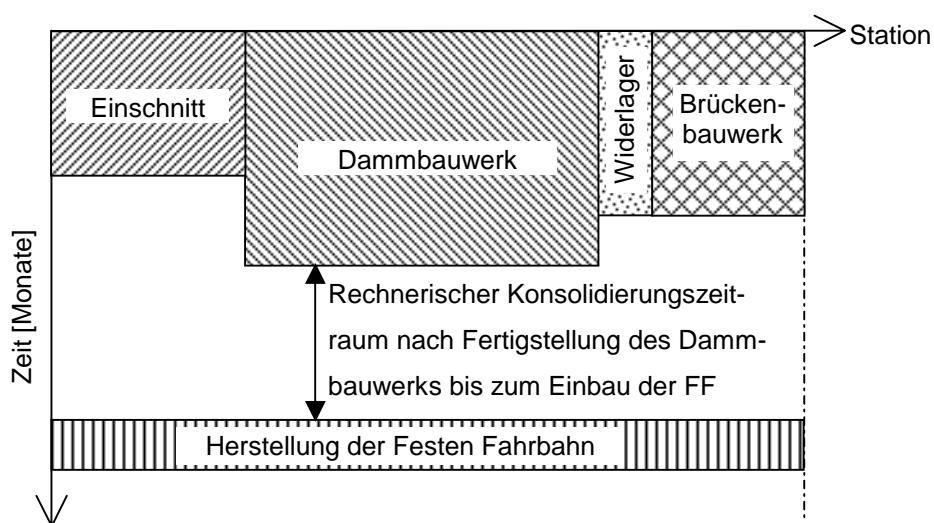 Station
Einschnitt
Dammbauwerk
Widerlager
Brücken-
bauwerk
Zeit [Monate]
Rechnerischer Konsolidierungszeit-
raum nach Fertigstellung des Damm-
bauwerks bis zum Einbau der FF
Herstellung der Festen Fahrbahn